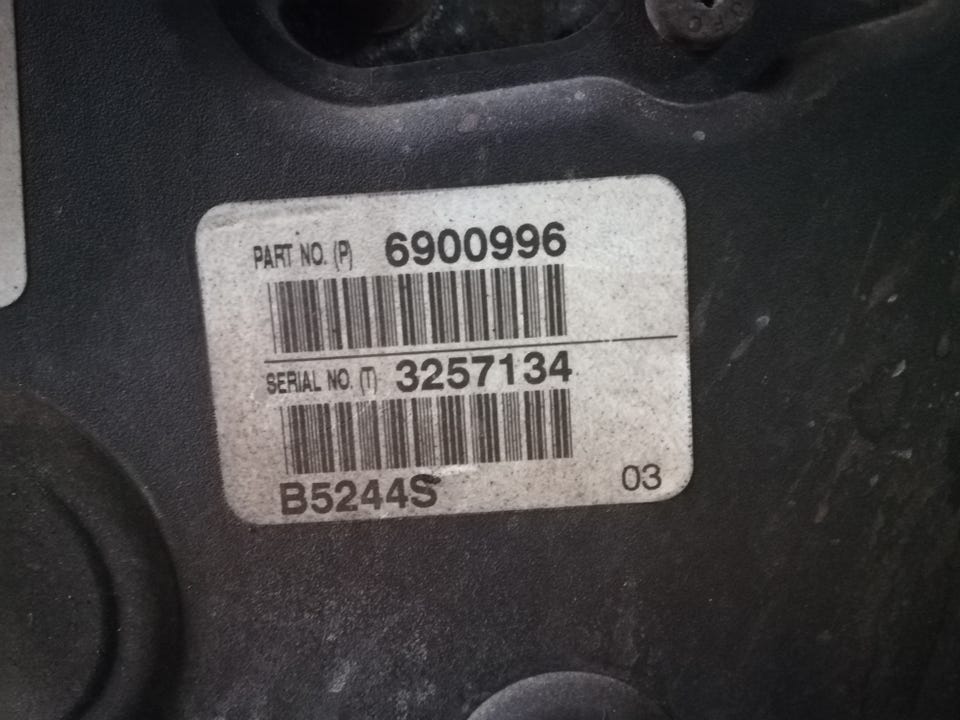 PART NO. (P) 6900996
SERIAL NO. (T) 3257134
B5244S 03